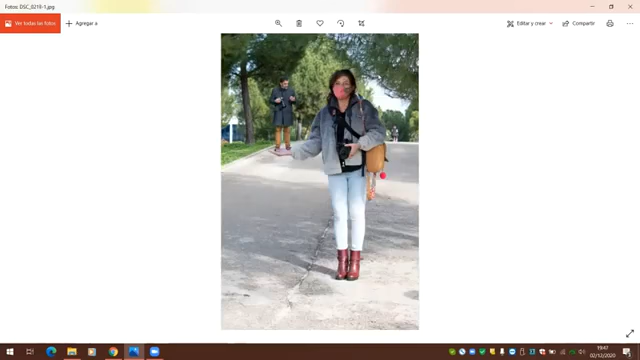 Fotos: DSC_0219-1.jpg
Ver todas las fotos
Agregar a
Editar y crear
Compartir
19:47
02/12/2020